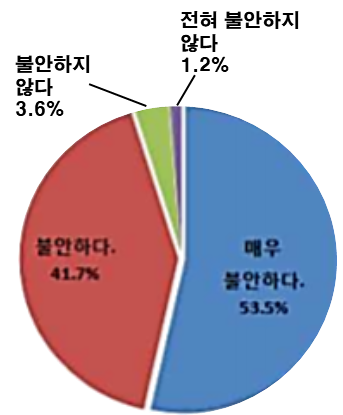 전혀 불안하지
않다
1.2%
불안하지
않다
3.6%
불안하다.
41.7%
매우
불안하다.
53.5%